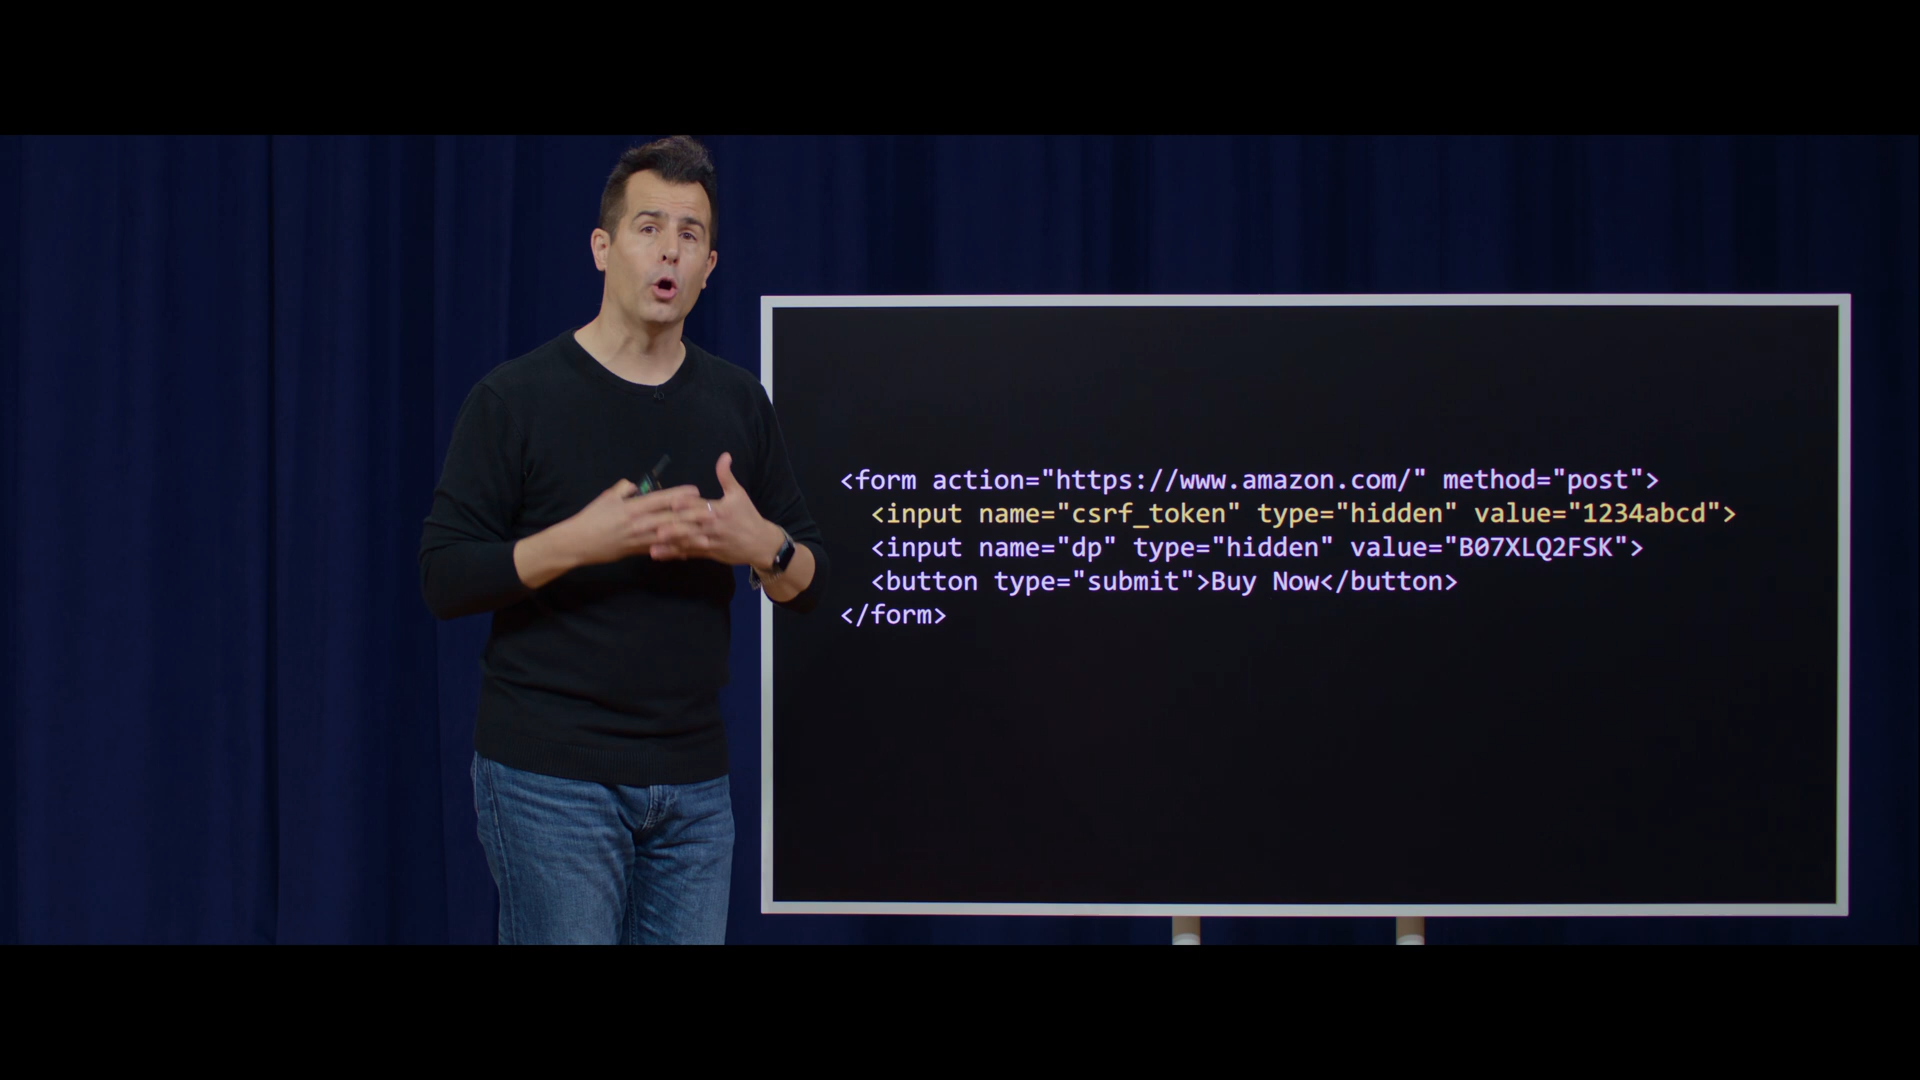 <form action="https://www.amazon.com/" method="post">
<input name="csrf_token" type="hidden" value="1234abcd">
<input name="dp" type="hidden" value="B07XLQ2FSK">
<button type="submit">Buy Now</button>
</form>